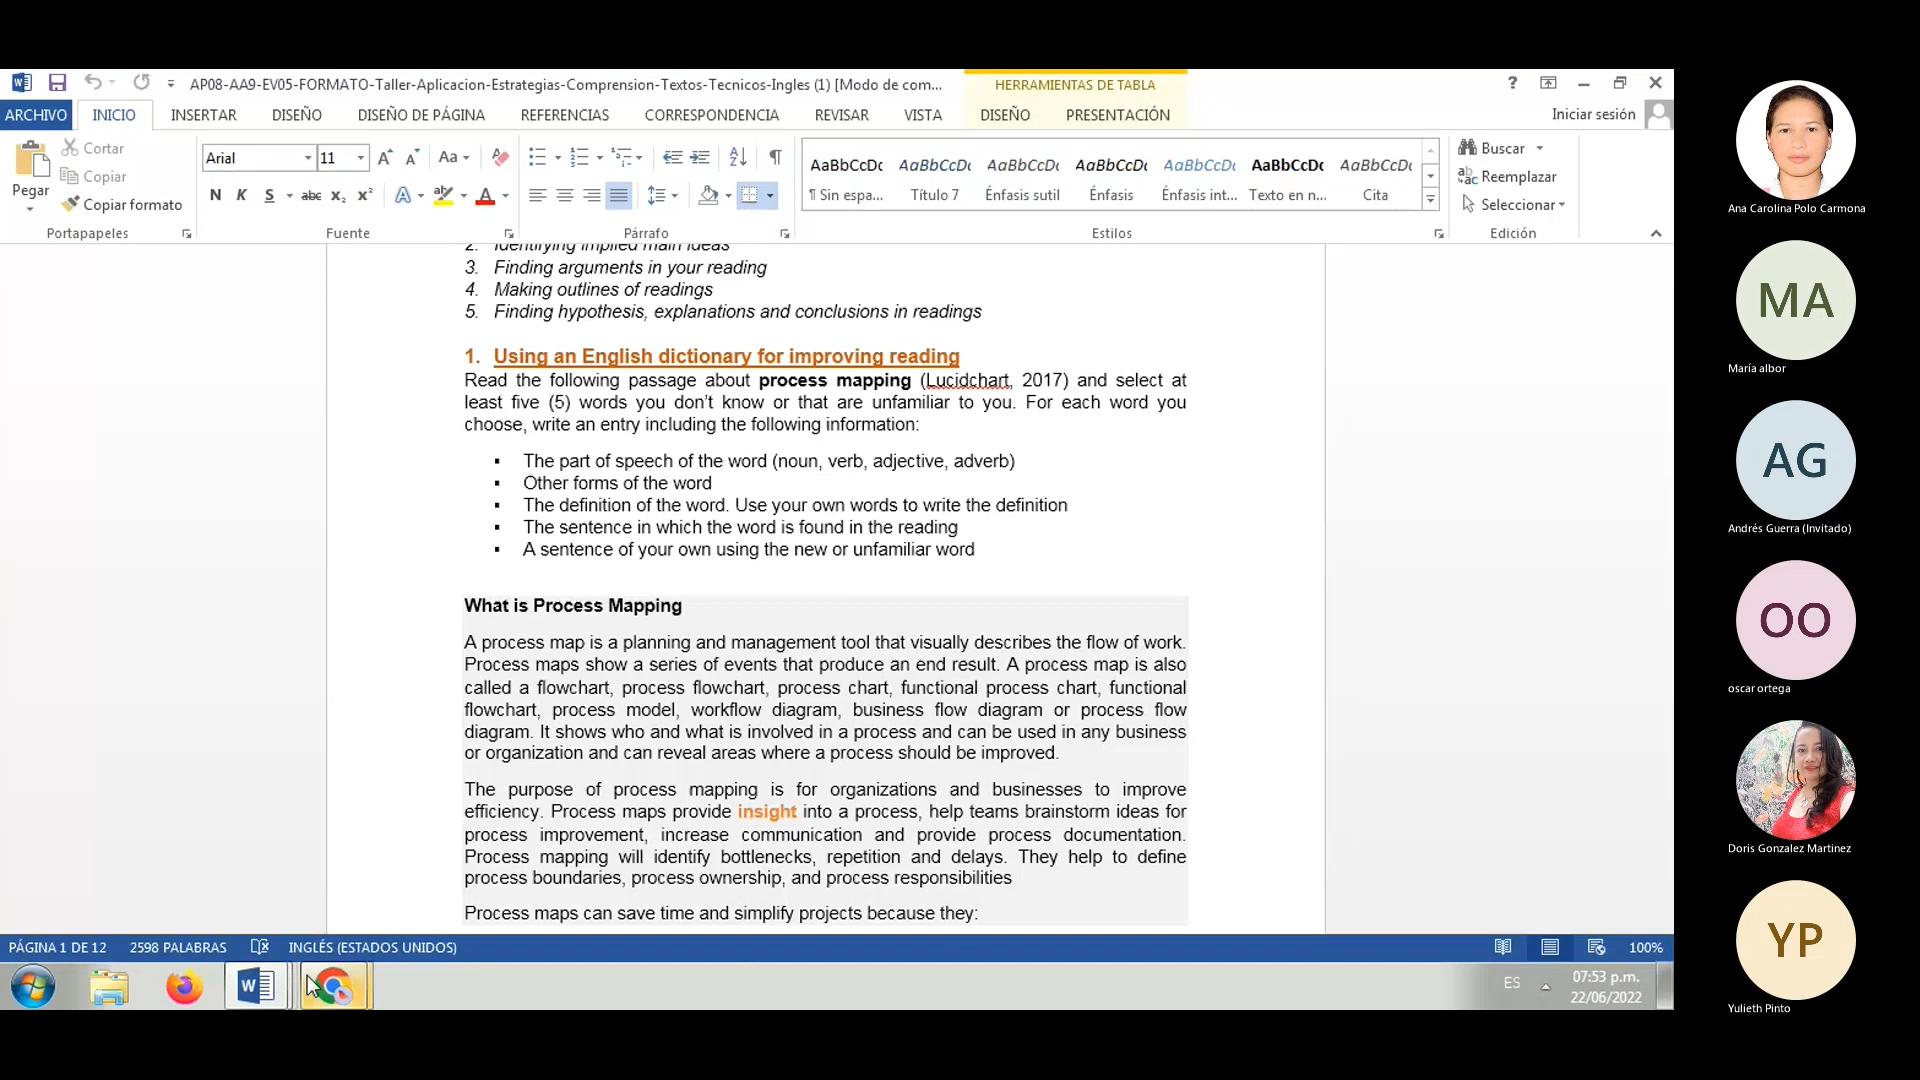 AP08-AA9-EV05-FORMATO-Taller-Aplicacion-Estrategias-Comprension-Textos-Tecnicos-Ingles (1) [Modo de com...
HERRAMIENTAS DE TABLA
ARCHIVO INICIO INSERTAR DISEÑO DISEÑO DE PÁGINA REFERENCIAS CORRESPONDENCIA REVISAR VISTA DISEÑO PRESENTACIÓN Iniciar sesión
Pegar
Cortar
Copiar
Copiar formato
Portapapeles
Arial 11
N K S abc x₂ x² A A
Fuente
Párrafo
AaBbCcDc AaBbCcDc AaBbCcDc AaBbCcDc AaBbCcDc AaBbCcDc AaBbCcDc
¶ Sin espa... Título 7 Énfasis sutil Énfasis Énfasis int... Texto en n... Cita
Estilos
Buscar
Reemplazar
Seleccionar
Edición
2. Identifying implied main ideas
3. Finding arguments in your reading
4. Making outlines of readings
5. Finding hypothesis, explanations and conclusions in readings
1. Using an English dictionary for improving reading
Read the following passage about process mapping (Lucidchart, 2017) and select at
least five (5) words you don’t know or that are unfamiliar to you. For each word you
choose, write an entry including the following information:
▪ The part of speech of the word (noun, verb, adjective, adverb)
▪ Other forms of the word
▪ The definition of the word. Use your own words to write the definition
▪ The sentence in which the word is found in the reading
▪ A sentence of your own using the new or unfamiliar word
What is Process Mapping
A process map is a planning and management tool that visually describes the flow of work.
Process maps show a series of events that produce an end result. A process map is also
called a flowchart, process flowchart, process chart, functional process chart, functional
flowchart, process model, workflow diagram, business flow diagram or process flow
diagram. It shows who and what is involved in a process and can be used in any business
or organization and can reveal areas where a process should be improved.
The purpose of process mapping is for organizations and businesses to improve
efficiency. Process maps provide insight into a process, help teams brainstorm ideas for
process improvement, increase communication and provide process documentation.
Process mapping will identify bottlenecks, repetition and delays. They help to define
process boundaries, process ownership, and process responsibilities
Process maps can save time and simplify projects because they:
PÁGINA 1 DE 12 2598 PALABRAS INGLÉS (ESTADOS UNIDOS) 100%
ES
07:53 p.m.
22/06/2022
Ana Carolina Polo Carmona
MA
María albor
AG
Andrés Guerra (Invitado)
OO
oscar ortega
Doris Gonzalez Martinez
YP
Yulieth Pinto